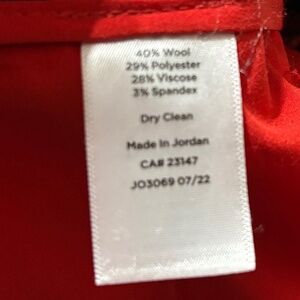 40% Wool
29% Polyester
28% Viscose
3% Spandex
Dry Clean
Made In Jordan
CA# 23147
JO3069 07/22